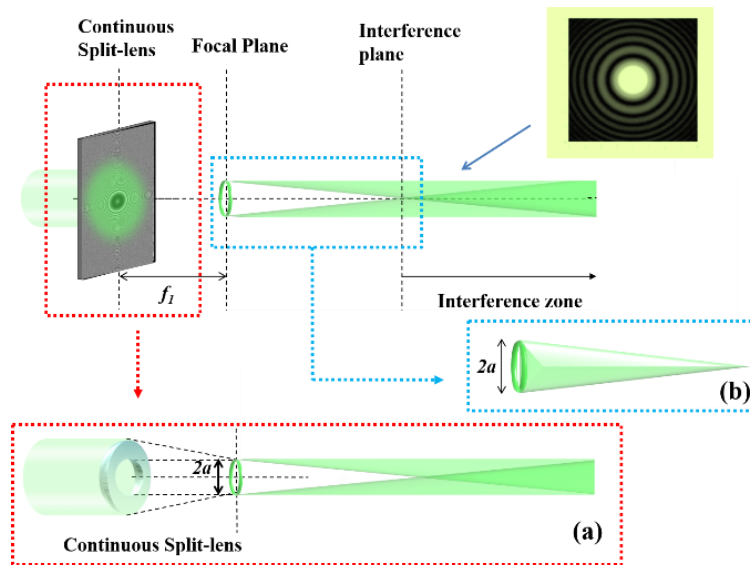 Continuous
Split-lens
Focal Plane
Interference
plane
f1
Interference zone
2a
(b)
2a
(a)
Continuous Split-lens